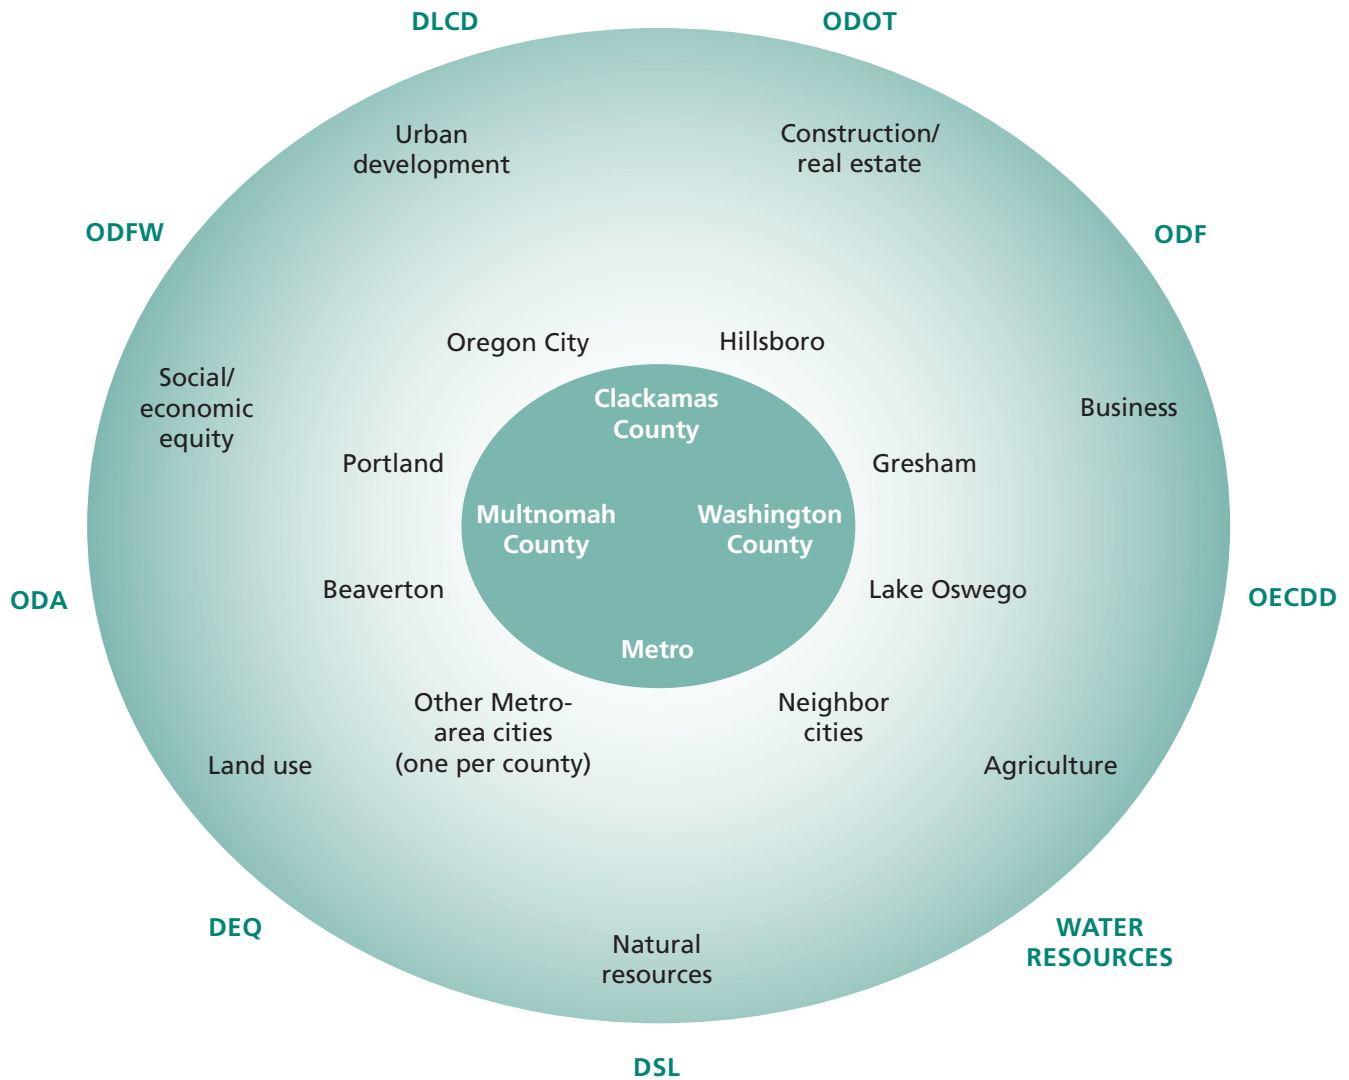 DLCD
ODOT
Urban
development
Construction/
real estate
ODFW
ODF
Oregon City
Hillsboro
Social/
economic
equity
Clackamas
County
Business
Portland
Gresham
Multnomah
County
Washington
County
Beaverton
Lake Oswego
ODA
OECDD
Metro
Other Metro-
area cities
(one per county)
Neighbor
cities
Land use
Agriculture
DEQ
WATER
RESOURCES
Natural
resources
DSL